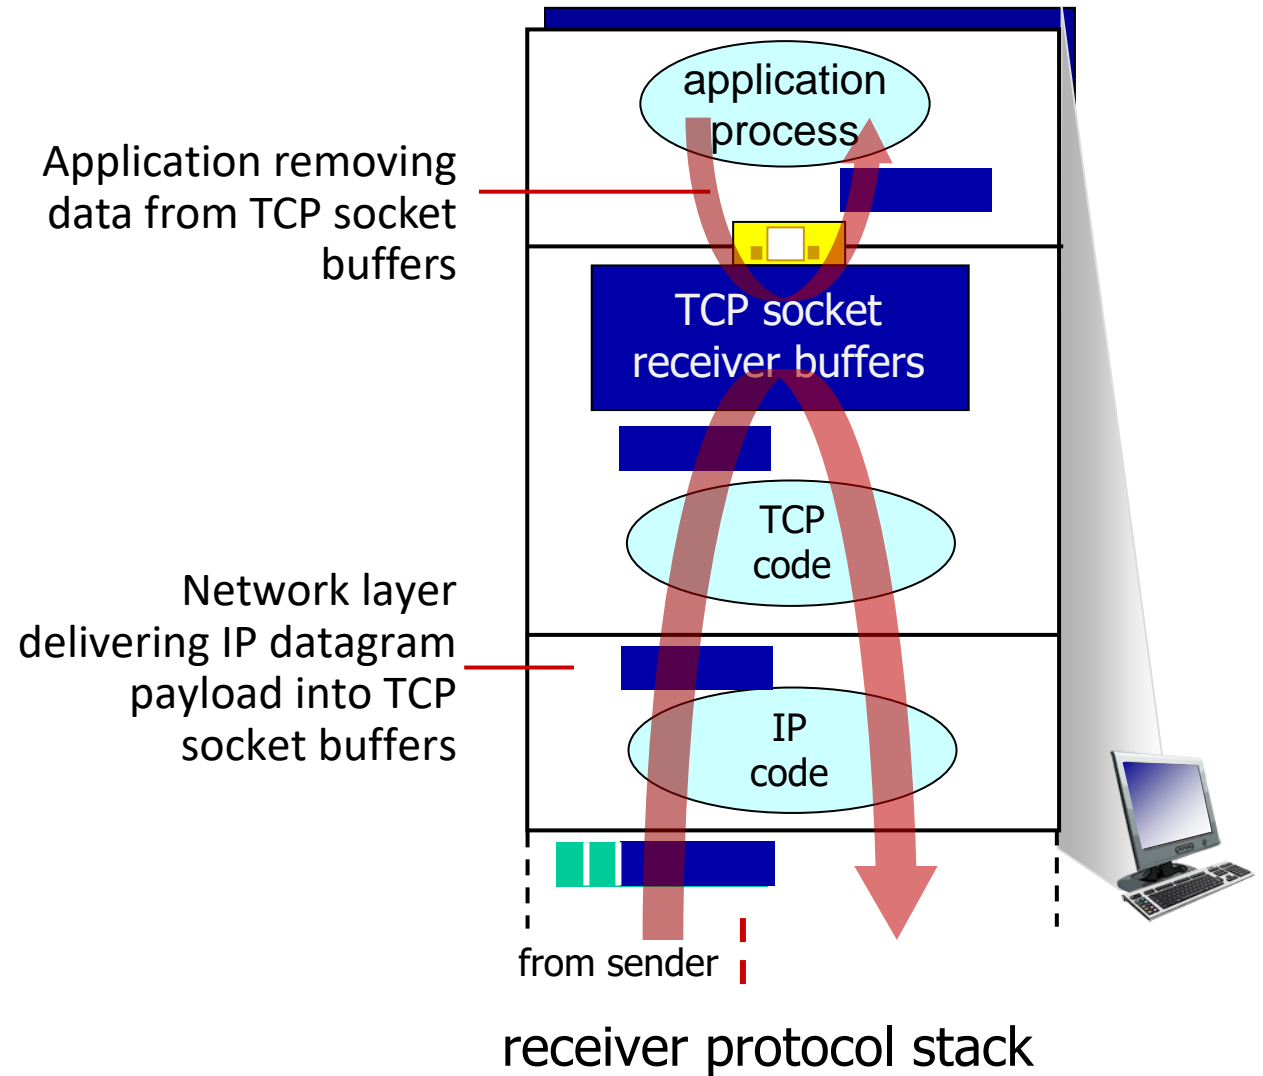 application
process
Application removing
data from TCP socket
buffers
TCP socket
receiver buffers
TCP
code
Network layer
delivering IP datagram
payload into TCP
socket buffers
IP
code
from sender
receiver protocol stack